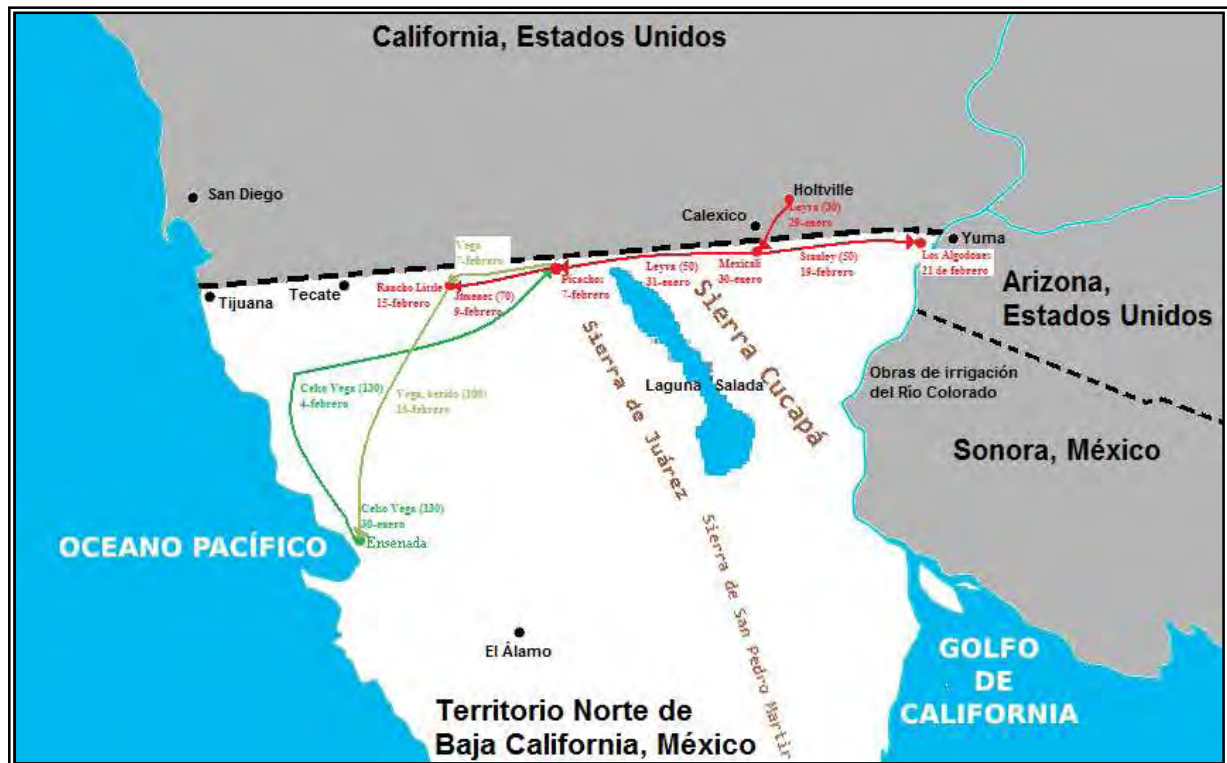 California, Estados Unidos
San Diego
Holtville
Leyva (30)
29-enero
Calexico
Yuma
Vega
7-febrero
Tijuana
Tecate
Rancho Little
15-febrero
Jimenez (70)
9-febrero
Picachos
7-febrero
Leyva (50)
31-enero
Mexicali
30-enero
Stanley (50)
19-febrero
Los Algodones
21 de febrero
Arizona,
Estados Unidos
Sierra Cucapá
Sierra de Juárez
Laguna Salada
Obras de irrigación
del Río Colorado
Celso Vega (130)
4-febrero
Vega, herido (100)
Sonora, México
Celso Vega (130)
30-enero
Ensenada
OCEANO PACÍFICO
Sierra de San Pedro Martir
El Álamo
GOLFO
DE
CALIFORNIA
Territorio Norte de
Baja California, México